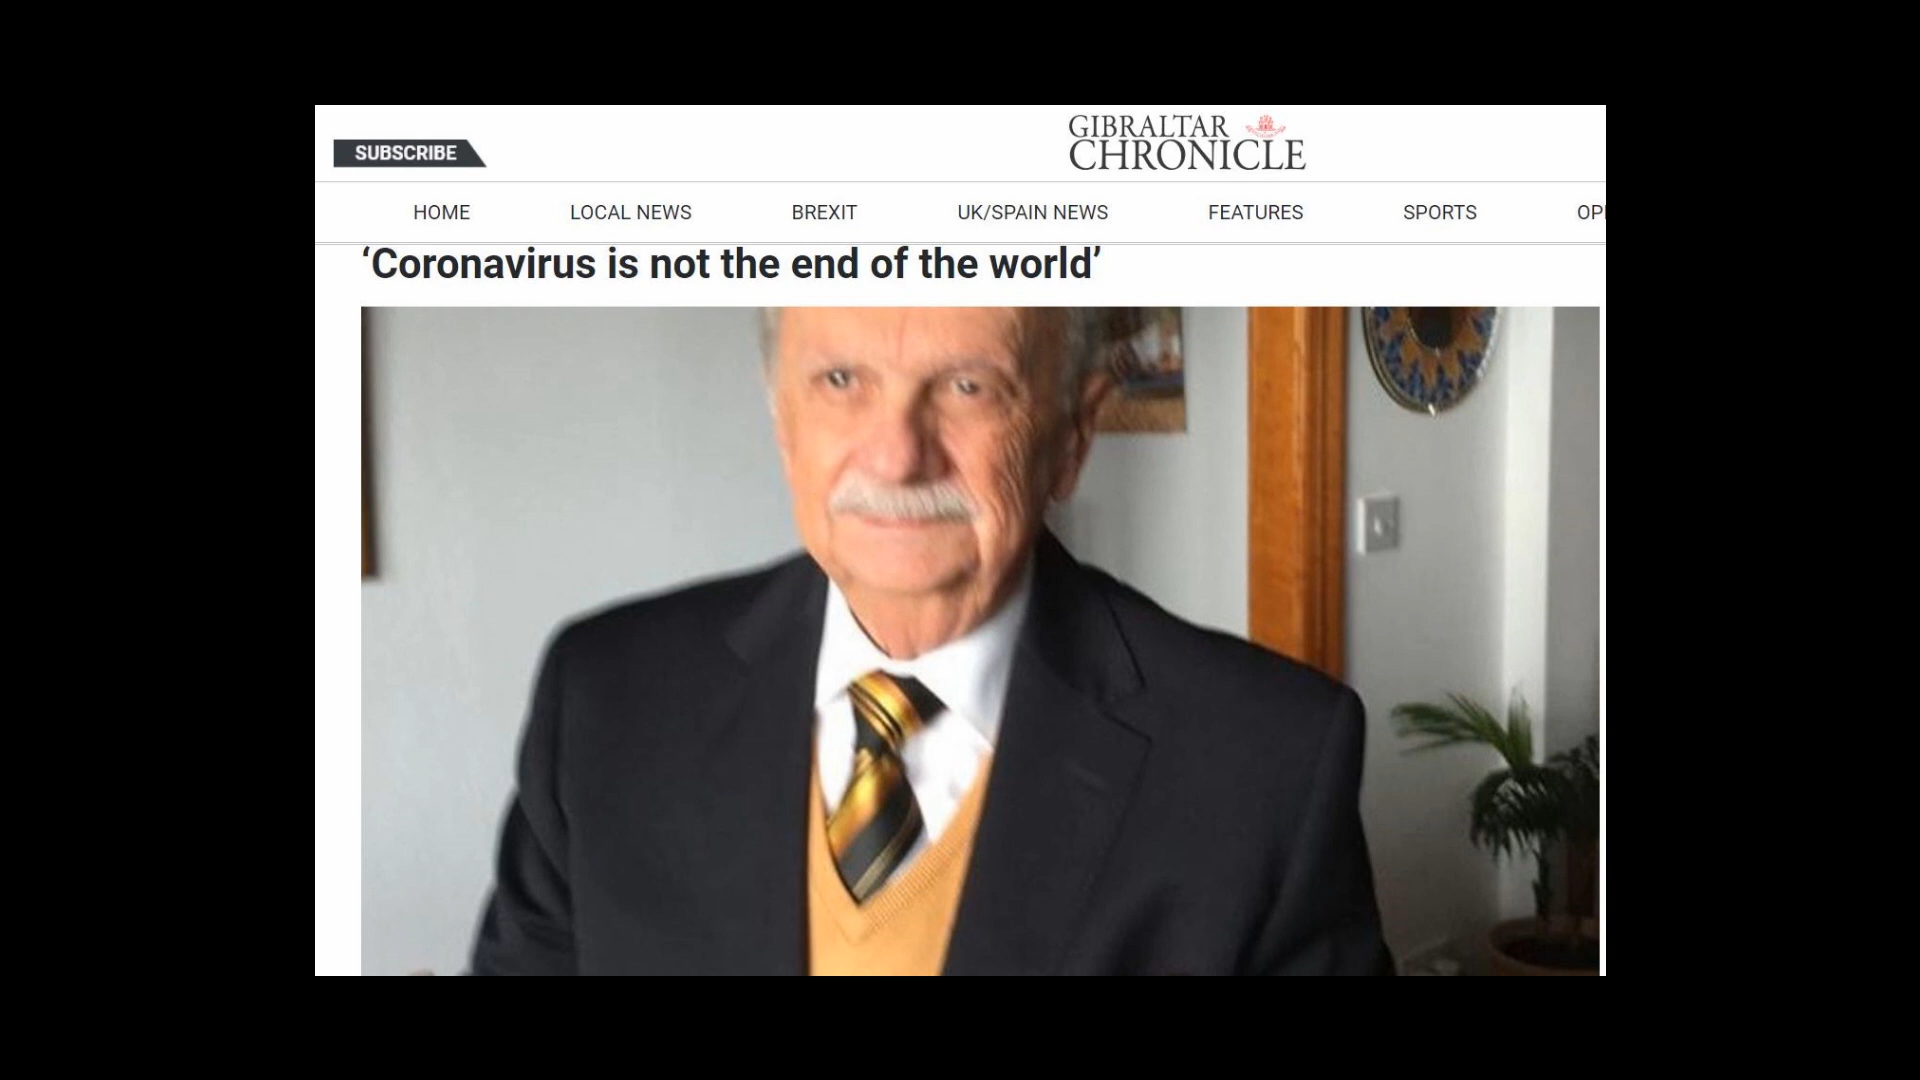 SUBSCRIBE
GIBRALTAR
CHRONICLE
HOME LOCAL NEWS BREXIT UK/SPAIN NEWS FEATURES SPORTS OPI
‘Coronavirus is not the end of the world’